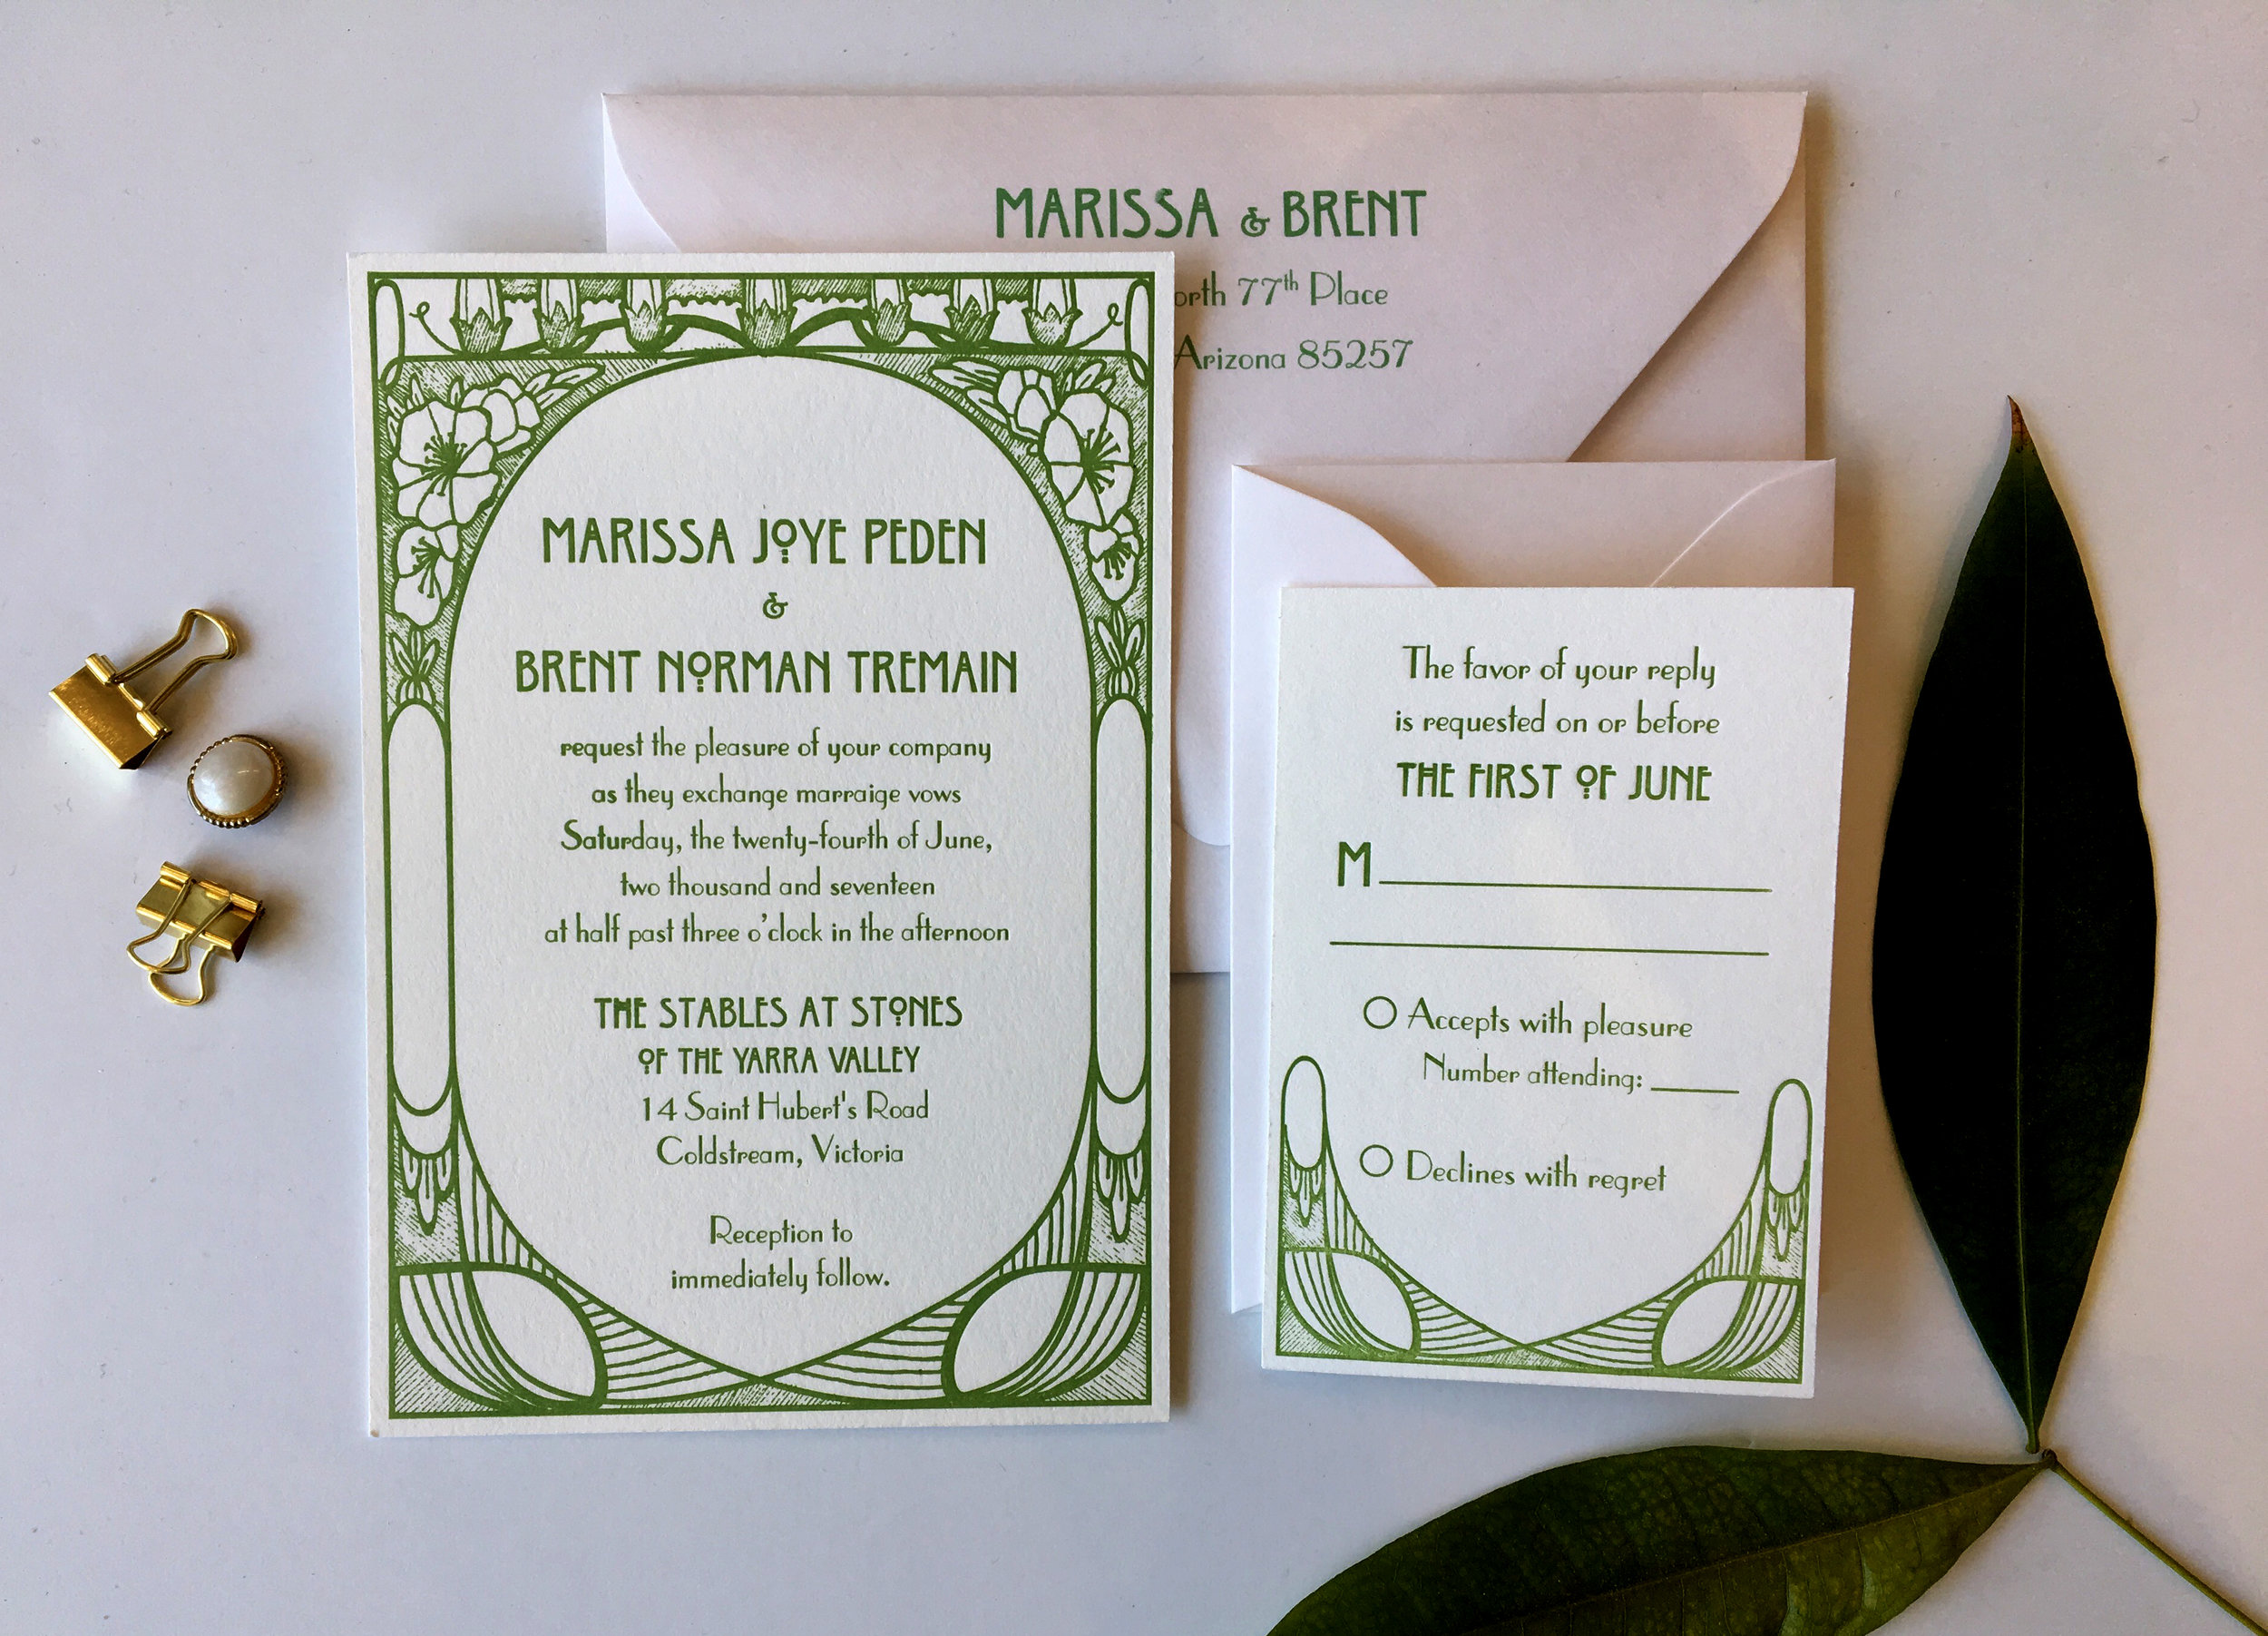 MARISSA & BRENT
77th Place
Arizona 85257
MARISSA JOYE PEDEN
&
BRENT NORMAN TREMAIN
request the pleasure of your company
as they exchange marraige vows
Saturday, the twenty-fourth of June,
two thousand and seventeen
at half past three o'clock in the afternoon
THE STABLES AT STONES
OF THE YARRA VALLEY
14 Saint Hubert's Road
Coldstream, Victoria
Reception to
immediately follow.
The favor of your reply
is requested on or before
THE FIRST OF JUNE
M
Accepts with pleasure
Number attending:
Declines with regret